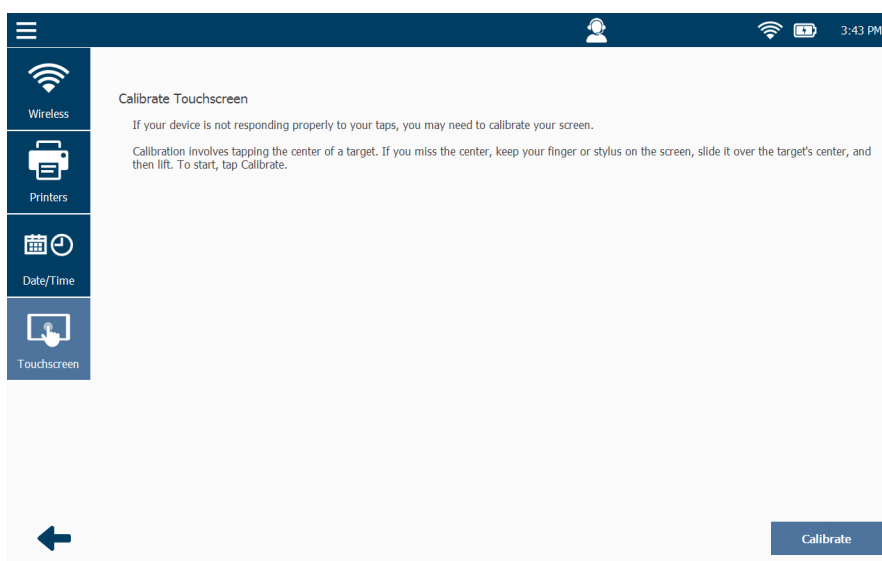 3:43 PM
Wireless
Printers
Date/Time
Touchscreen
Calibrate Touchscreen
If your device is not responding properly to your taps, you may need to calibrate your screen.
Calibration involves tapping the center of a target. If you miss the center, keep your finger or stylus on the screen, slide it over the target's center, and
then lift. To start, tap Calibrate.
Calibrate